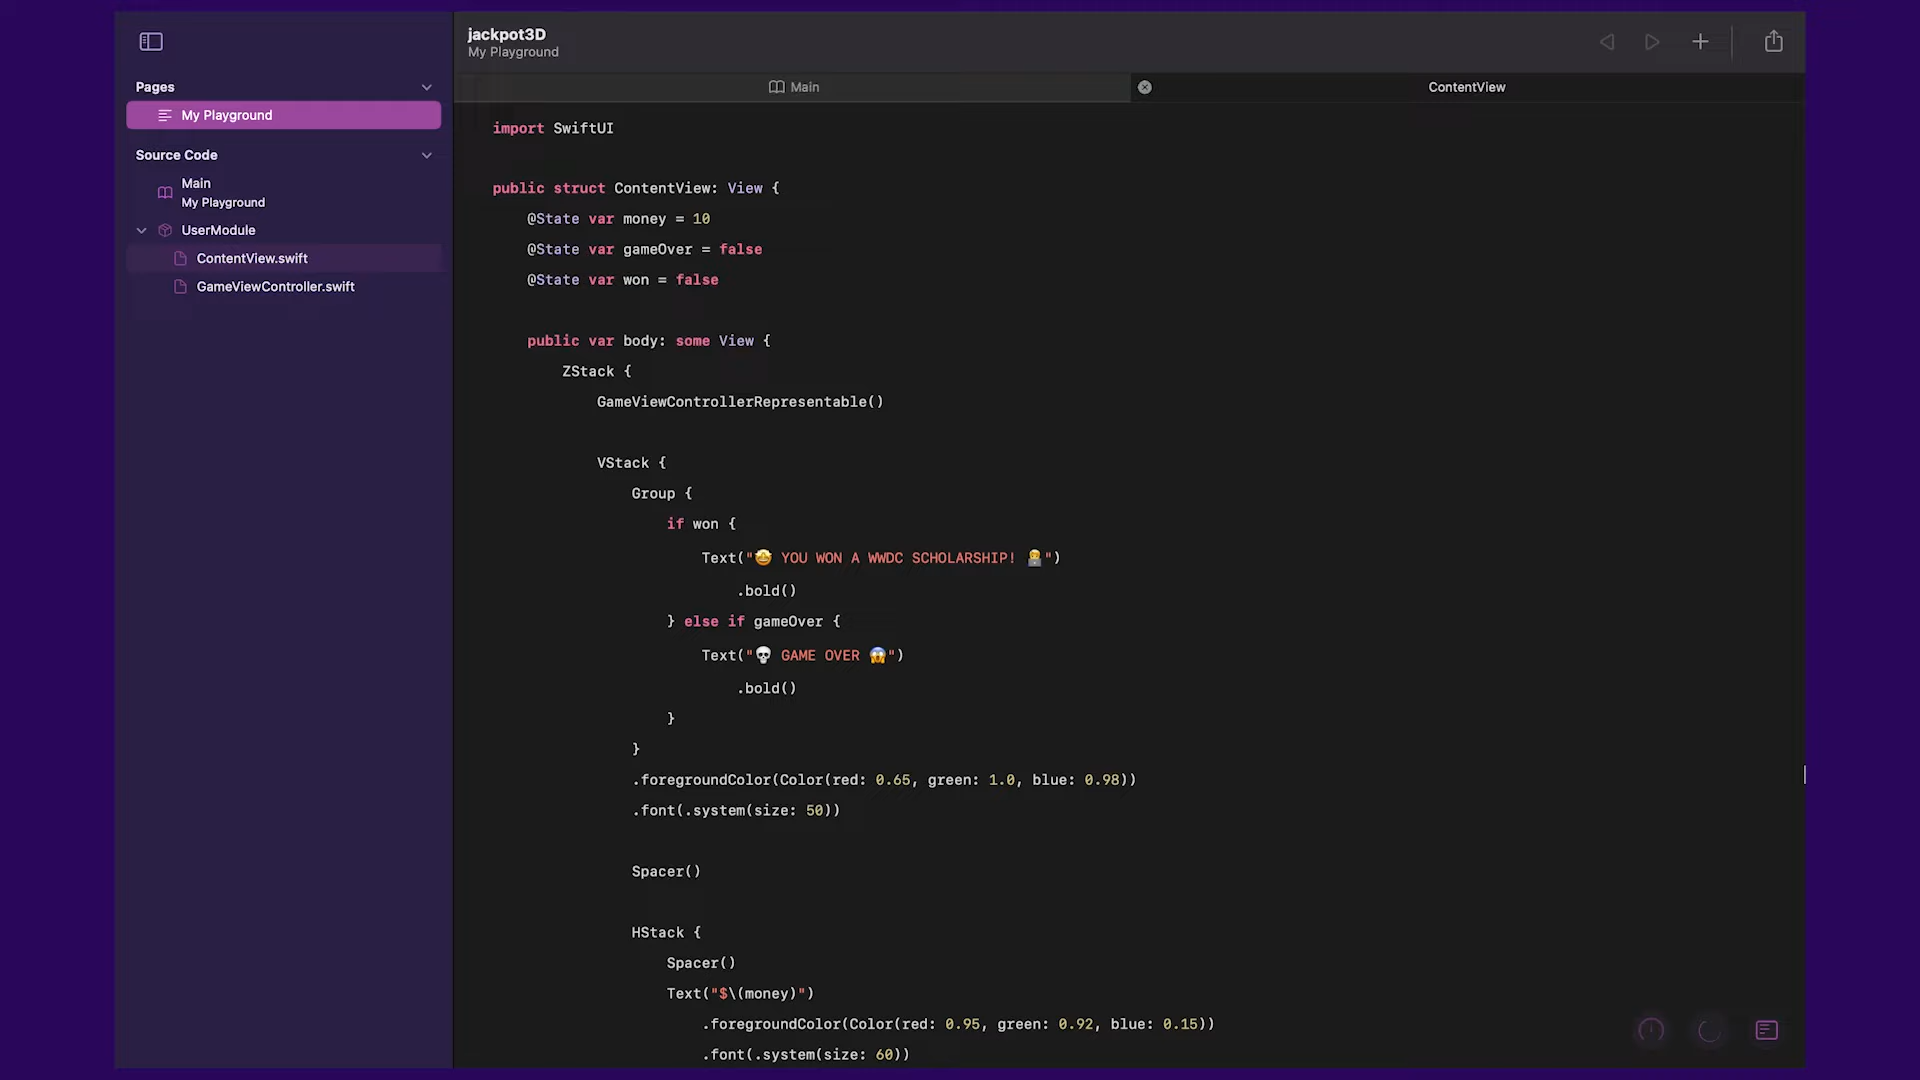 Pages
My Playground
Source Code
Main
My Playground
UserModule
ContentView.swift
GameViewController.swift
jackpot3D
My Playground
Main
ContentView
import SwiftUI
public struct ContentView: View {
@State var money = 10
@State var gameOver = false
@State var won = false
public var body: some View {
ZStack {
GameViewControllerRepresentable()
VStack {
Group {
if won {
Text("🤩 YOU WON A WWDC SCHOLARSHIP! 👨‍💻")
.bold()
} else if gameOver {
Text("💀 GAME OVER 😱")
.bold()
}
}
.foregroundColor(Color(red: 0.65, green: 1.0, blue: 0.98))
.font(.system(size: 50))
Spacer()
HStack {
Spacer()
Text("$\(money)")
.foregroundColor(Color(red: 0.95, green: 0.92, blue: 0.15))
.font(.system(size: 60))